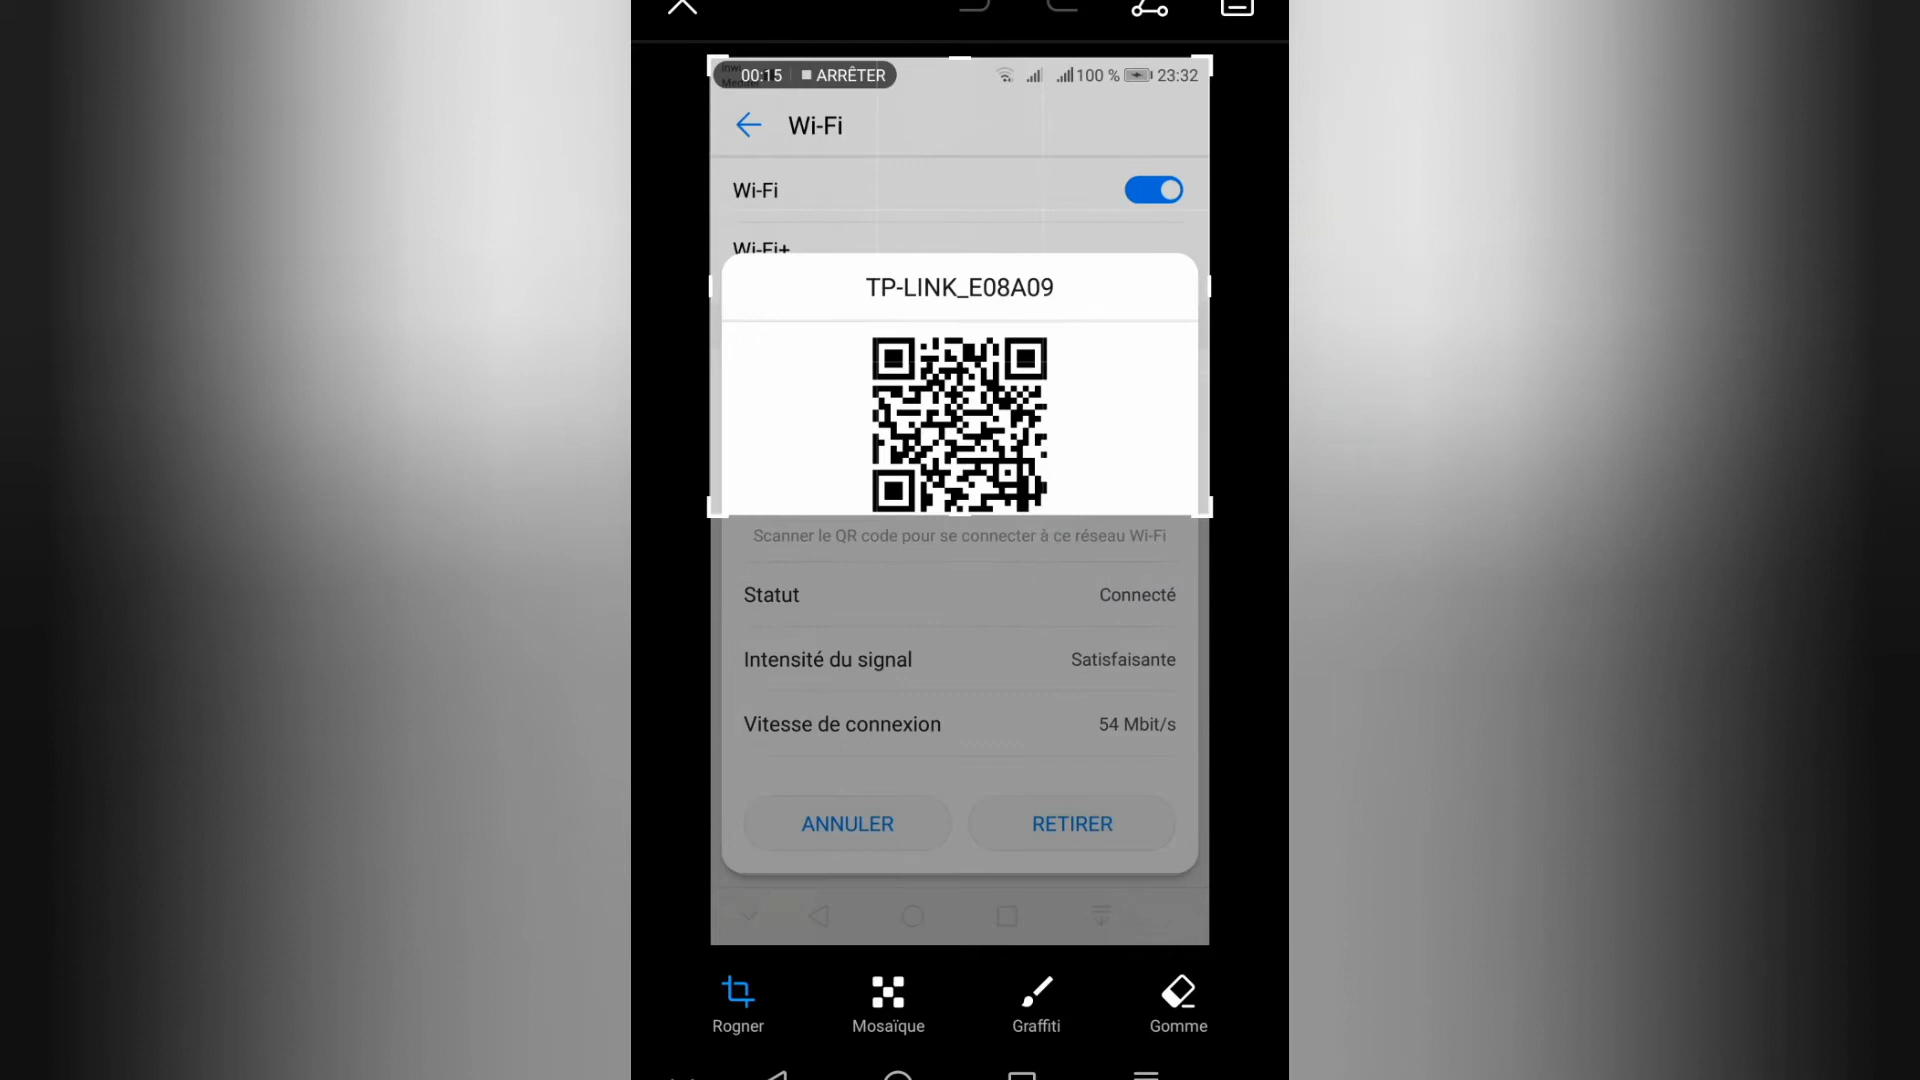 00:15 ARRÊTER 100 % 23:32
Wi-Fi
Wi-Fi
Wi-Fi+
TP-LINK_E08A09
Scanner le QR code pour se connecter à ce réseau Wi-Fi
Statut Connecté
Intensité du signal Satisfaisante
Vitesse de connexion 54 Mbit/s
ANNULER RETIRER
Rogner Mosaïque Graffiti Gomme